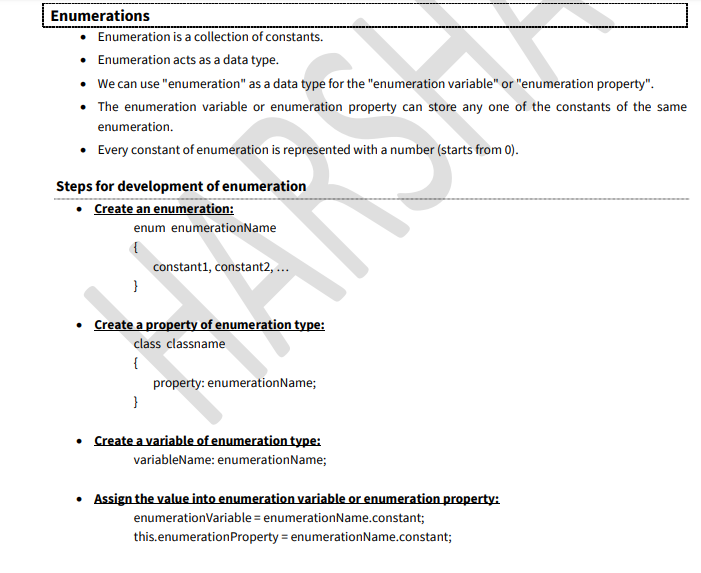 Enumerations
• Enumeration is a collection of constants.
• Enumeration acts as a data type.
• We can use "enumeration" as a data type for the "enumeration variable" or "enumeration property".
• The enumeration variable or enumeration property can store any one of the constants of the same
enumeration.
• Every constant of enumeration is represented with a number (starts from 0).
Steps for development of enumeration
• Create an enumeration:
enum enumerationName
{
constant1, constant2, …
}
• Create a property of enumeration type:
class classname
{
property: enumerationName;
}
• Create a variable of enumeration type:
variableName: enumerationName;
• Assign the value into enumeration variable or enumeration property:
enumerationVariable = enumerationName.constant;
this.enumerationProperty = enumerationName.constant;
HARSHA